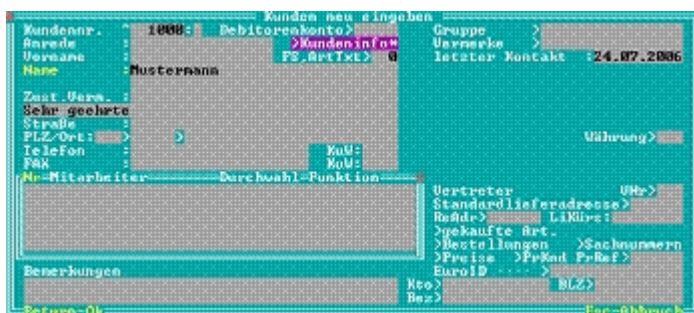 Kunden neu eingeben
Kundennr. ^ 1000: Debitorenkonto> Gruppe >
Anrede : >Kundeninfo* Vermerke >
Vorname : FS.ArtTxt> 0 letzter Kontakt :24.07.2006
Name :Mustermann
Zust.Verm. :
Sehr geehrte
Straße :
PLZ/Ort: > > Währung>
Telefon : KuW:
FAX : KuW:
Nr-Mitarbeiter Durchwahl-Funktion
Vertreter VNr>
Standardlieferadresse>
ReAdr> LiKürz:
>gekaufte Art.
>Bestellungen >Sachnummern
>Preise >PrKnd PrRef>
Bemerkungen EuroID ---- >
Kto> BLZ>
Bez>
Return-Ok Esc-Abbruch